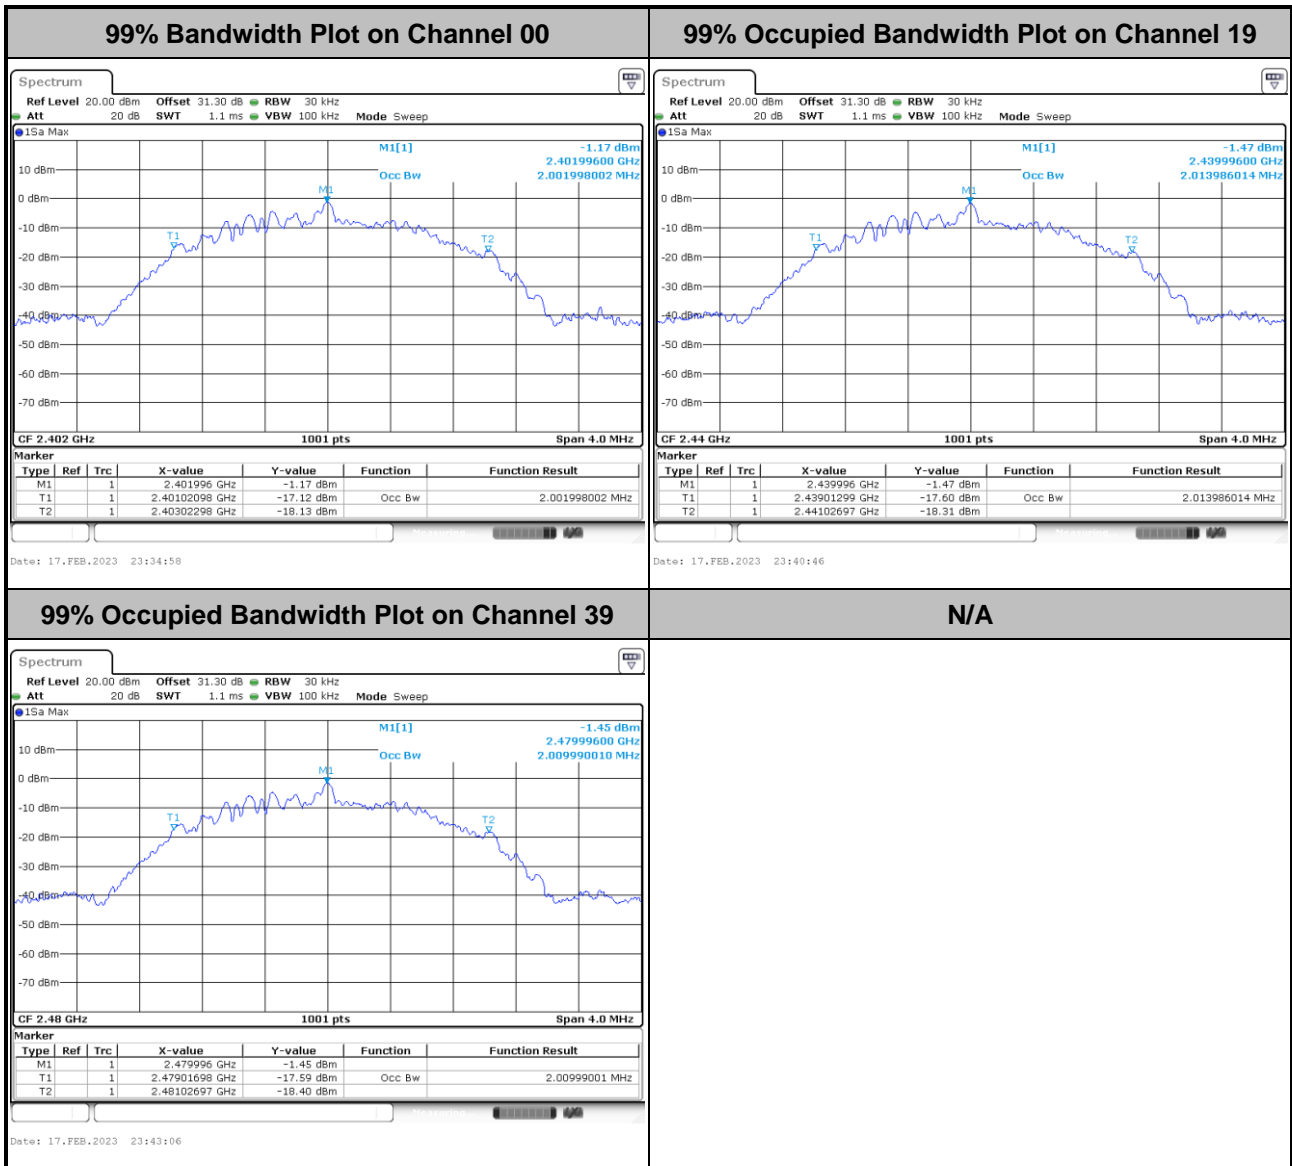 99% Bandwidth Plot on Channel 00
Spectrum
Ref Level 20.00 dBm Offset 31.30 dB RBW 30 kHz
Att 20 dB SWT 1.1 ms VBW 100 kHz Mode Sweep
1Sa Max
M1[1] -1.17 dBm
2.40199600 GHz
Occ Bw 2.001998002 MHz
10 dBm
0 dBm
-10 dBm
-20 dBm
-30 dBm
-40 dBm
-50 dBm
-60 dBm
-70 dBm
M1
T1
T2
CF 2.402 GHz 1001 pts Span 4.0 MHz
Marker
Type Ref Trc X-value Y-value Function Function Result
M1 1 2.401996 GHz -1.17 dBm
T1 1 2.40102098 GHz -17.12 dBm Occ Bw 2.001998002 MHz
T2 1 2.40302298 GHz -18.13 dBm
Measuring
Date: 17.FEB.2023 23:34:58
99% Occupied Bandwidth Plot on Channel 19
Spectrum
Ref Level 20.00 dBm Offset 31.30 dB RBW 30 kHz
Att 20 dB SWT 1.1 ms VBW 100 kHz Mode Sweep
1Sa Max
M1[1] -1.47 dBm
2.43999600 GHz
Occ Bw 2.013986014 MHz
10 dBm
0 dBm
-10 dBm
-20 dBm
-30 dBm
-40 dBm
-50 dBm
-60 dBm
-70 dBm
M1
T1
T2
CF 2.44 GHz 1001 pts Span 4.0 MHz
Marker
Type Ref Trc X-value Y-value Function Function Result
M1 1 2.439996 GHz -1.47 dBm
T1 1 2.43901299 GHz -17.60 dBm Occ Bw 2.013986014 MHz
T2 1 2.44102697 GHz -18.31 dBm
Measuring
Date: 17.FEB.2023 23:40:46
99% Occupied Bandwidth Plot on Channel 39
Spectrum
Ref Level 20.00 dBm Offset 31.30 dB RBW 30 kHz
Att 20 dB SWT 1.1 ms VBW 100 kHz Mode Sweep
1Sa Max
M1[1] -1.45 dBm
2.47999600 GHz
Occ Bw 2.009990010 MHz
10 dBm
0 dBm
-10 dBm
-20 dBm
-30 dBm
-40 dBm
-50 dBm
-60 dBm
-70 dBm
M1
T1
T2
CF 2.48 GHz 1001 pts Span 4.0 MHz
Marker
Type Ref Trc X-value Y-value Function Function Result
M1 1 2.479996 GHz -1.45 dBm
T1 1 2.47901698 GHz -17.59 dBm Occ Bw 2.00999001 MHz
T2 1 2.48102697 GHz -18.40 dBm
Measuring
Date: 17.FEB.2023 23:43:06
N/A